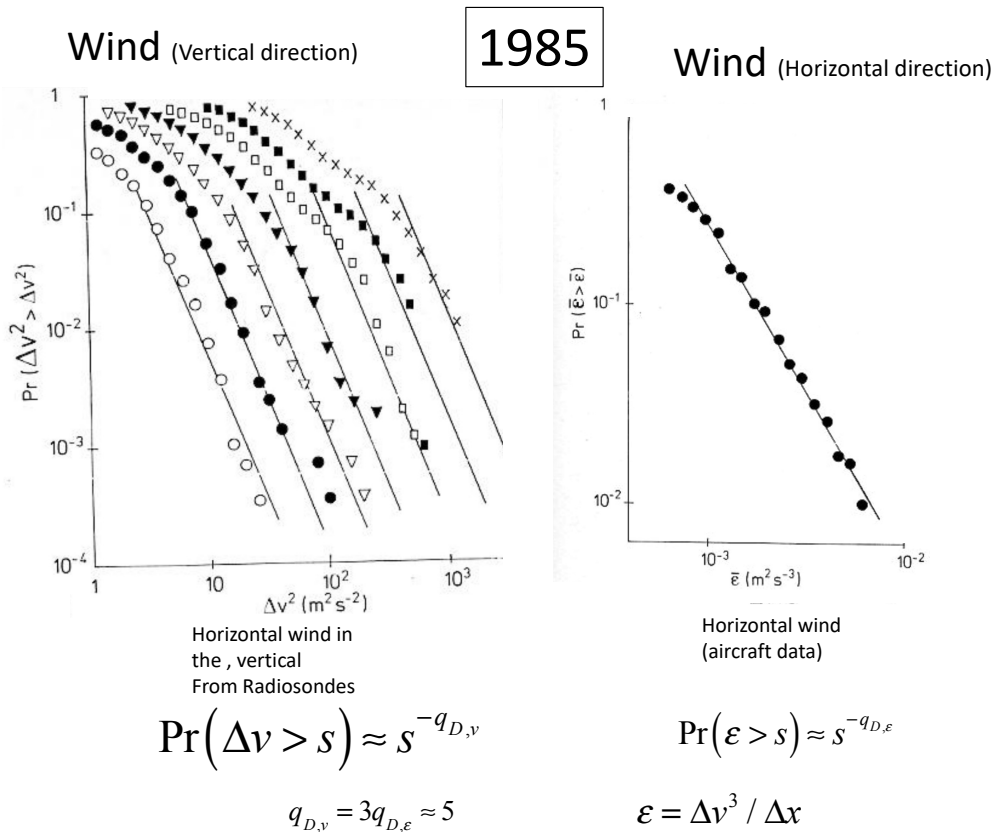 Wind (Vertical direction)
1985
Wind (Horizontal direction)
1
10⁻¹
10⁻²
10⁻³
10⁻⁴
Pr (Δv² > Δv²)
1
10
10²
10³
Δv² (m² s⁻²)
1
10⁻¹
10⁻²
Pr (ε̄ > ε̄)
10⁻³
10⁻²
ε̄ (m² s⁻³)
Horizontal wind in
the , vertical
From Radiosondes
Horizontal wind
(aircraft data)
Pr(Δv > s) ≈ s^{-q_{D,v}}
Pr(ε > s) ≈ s^{-q_{D,ε}}
q_{D,v} = 3q_{D,ε} ≈ 5
ε = Δv³ / Δx